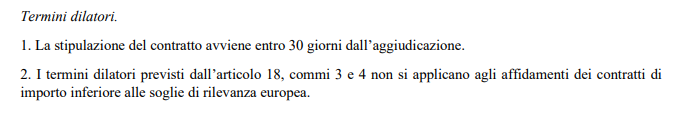 Termini dilatori.
1. La stipulazione del contratto avviene entro 30 giorni dall’aggiudicazione.
2. I termini dilatori previsti dall’articolo 18, commi 3 e 4 non si applicano agli affidamenti dei contratti di
importo inferiore alle soglie di rilevanza europea.